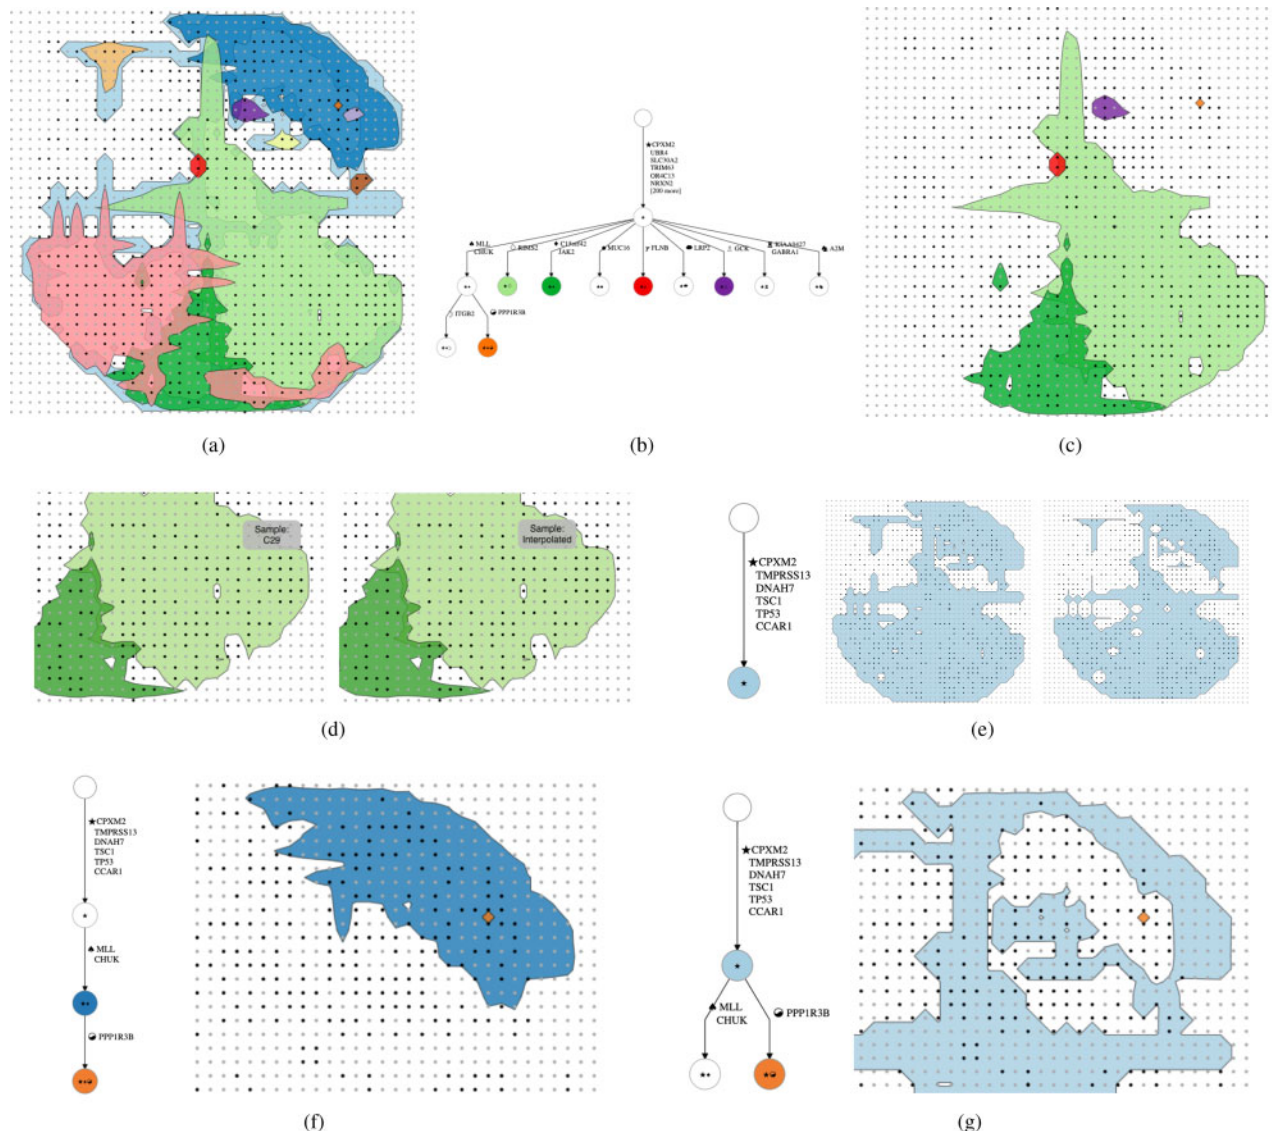 ★CPXM2
UBR4
SLC30A2
TRIM63
OR4C15
NRXN2
[200 more]
MLL
CHUK
RIMS2
JAK2
MUC16
FLNB
LRP2
GCK
GABRA1
A2M
ITGB2
PPP1R3B
(a)
(b)
(c)
Sample:
C29
Sample:
Interpolated
★CPXM2
TMPRSS13
DNAH7
TSC1
TP53
CCAR1
(d)
(e)
★CPXM2
TMPRSS13
DNAH7
TSC1
TP53
CCAR1
MLL
CHUK
PPP1R3B
★CPXM2
TMPRSS13
DNAH7
TSC1
TP53
CCAR1
MLL
CHUK
PPP1R3B
(f)
(g)